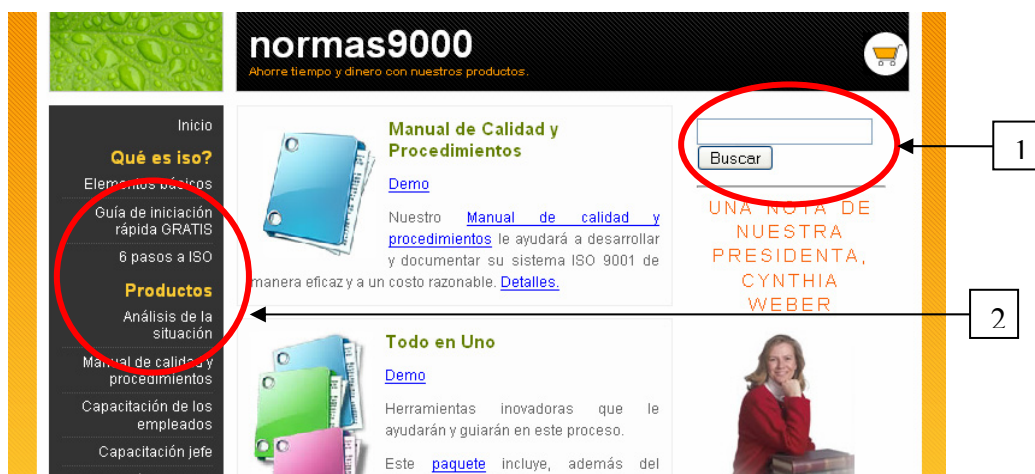 normas9000
Ahorre tiempo y dinero con nuestros productos.
Inicio
Qué es iso?
Elementos básicos
Guía de iniciación
rápida GRATIS
6 pasos a ISO
Productos
Análisis de la
situación
Manual de calidad y
procedimientos
Capacitación de los
empleados
Capacitación jefe
Manual de Calidad y
Procedimientos
Demo
Nuestro Manual de calidad y
procedimientos le ayudará a desarrollar
y documentar su sistema ISO 9001 de
manera eficaz y a un costo razonable. Detalles.
Todo en Uno
Demo
Herramientas inovadoras que le
ayudarán y guiarán en este proceso.
Este paquete incluye, además del
Buscar
UNA NOTA DE
NUESTRA
PRESIDENTA,
CYNTHIA
WEBER
1
2